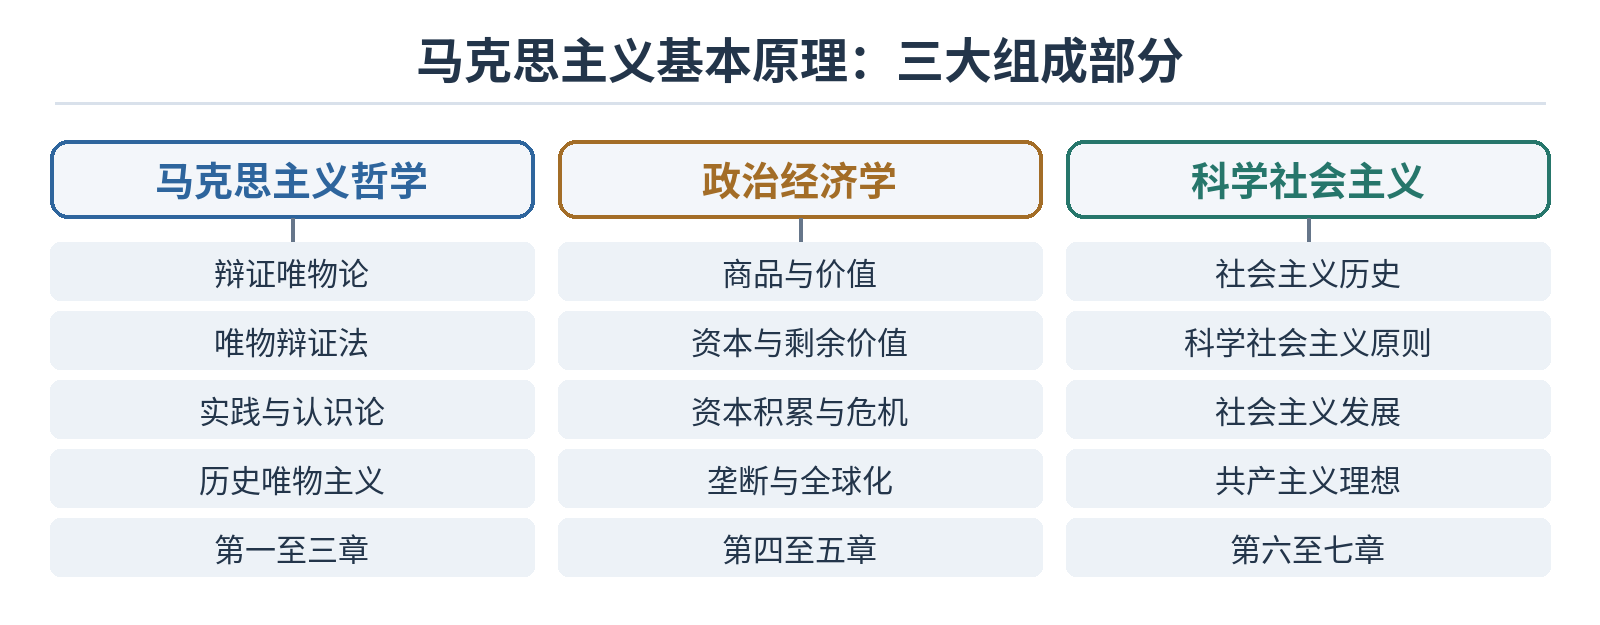 马克思主义基本原理：三大组成部分
马克思主义哲学
辩证唯物论
唯物辩证法
实践与认识论
历史唯物主义
第一至三章
政治经济学
商品与价值
资本与剩余价值
资本积累与危机
垄断与全球化
第四至五章
科学社会主义
社会主义历史
科学社会主义原则
社会主义发展
共产主义理想
第六至七章